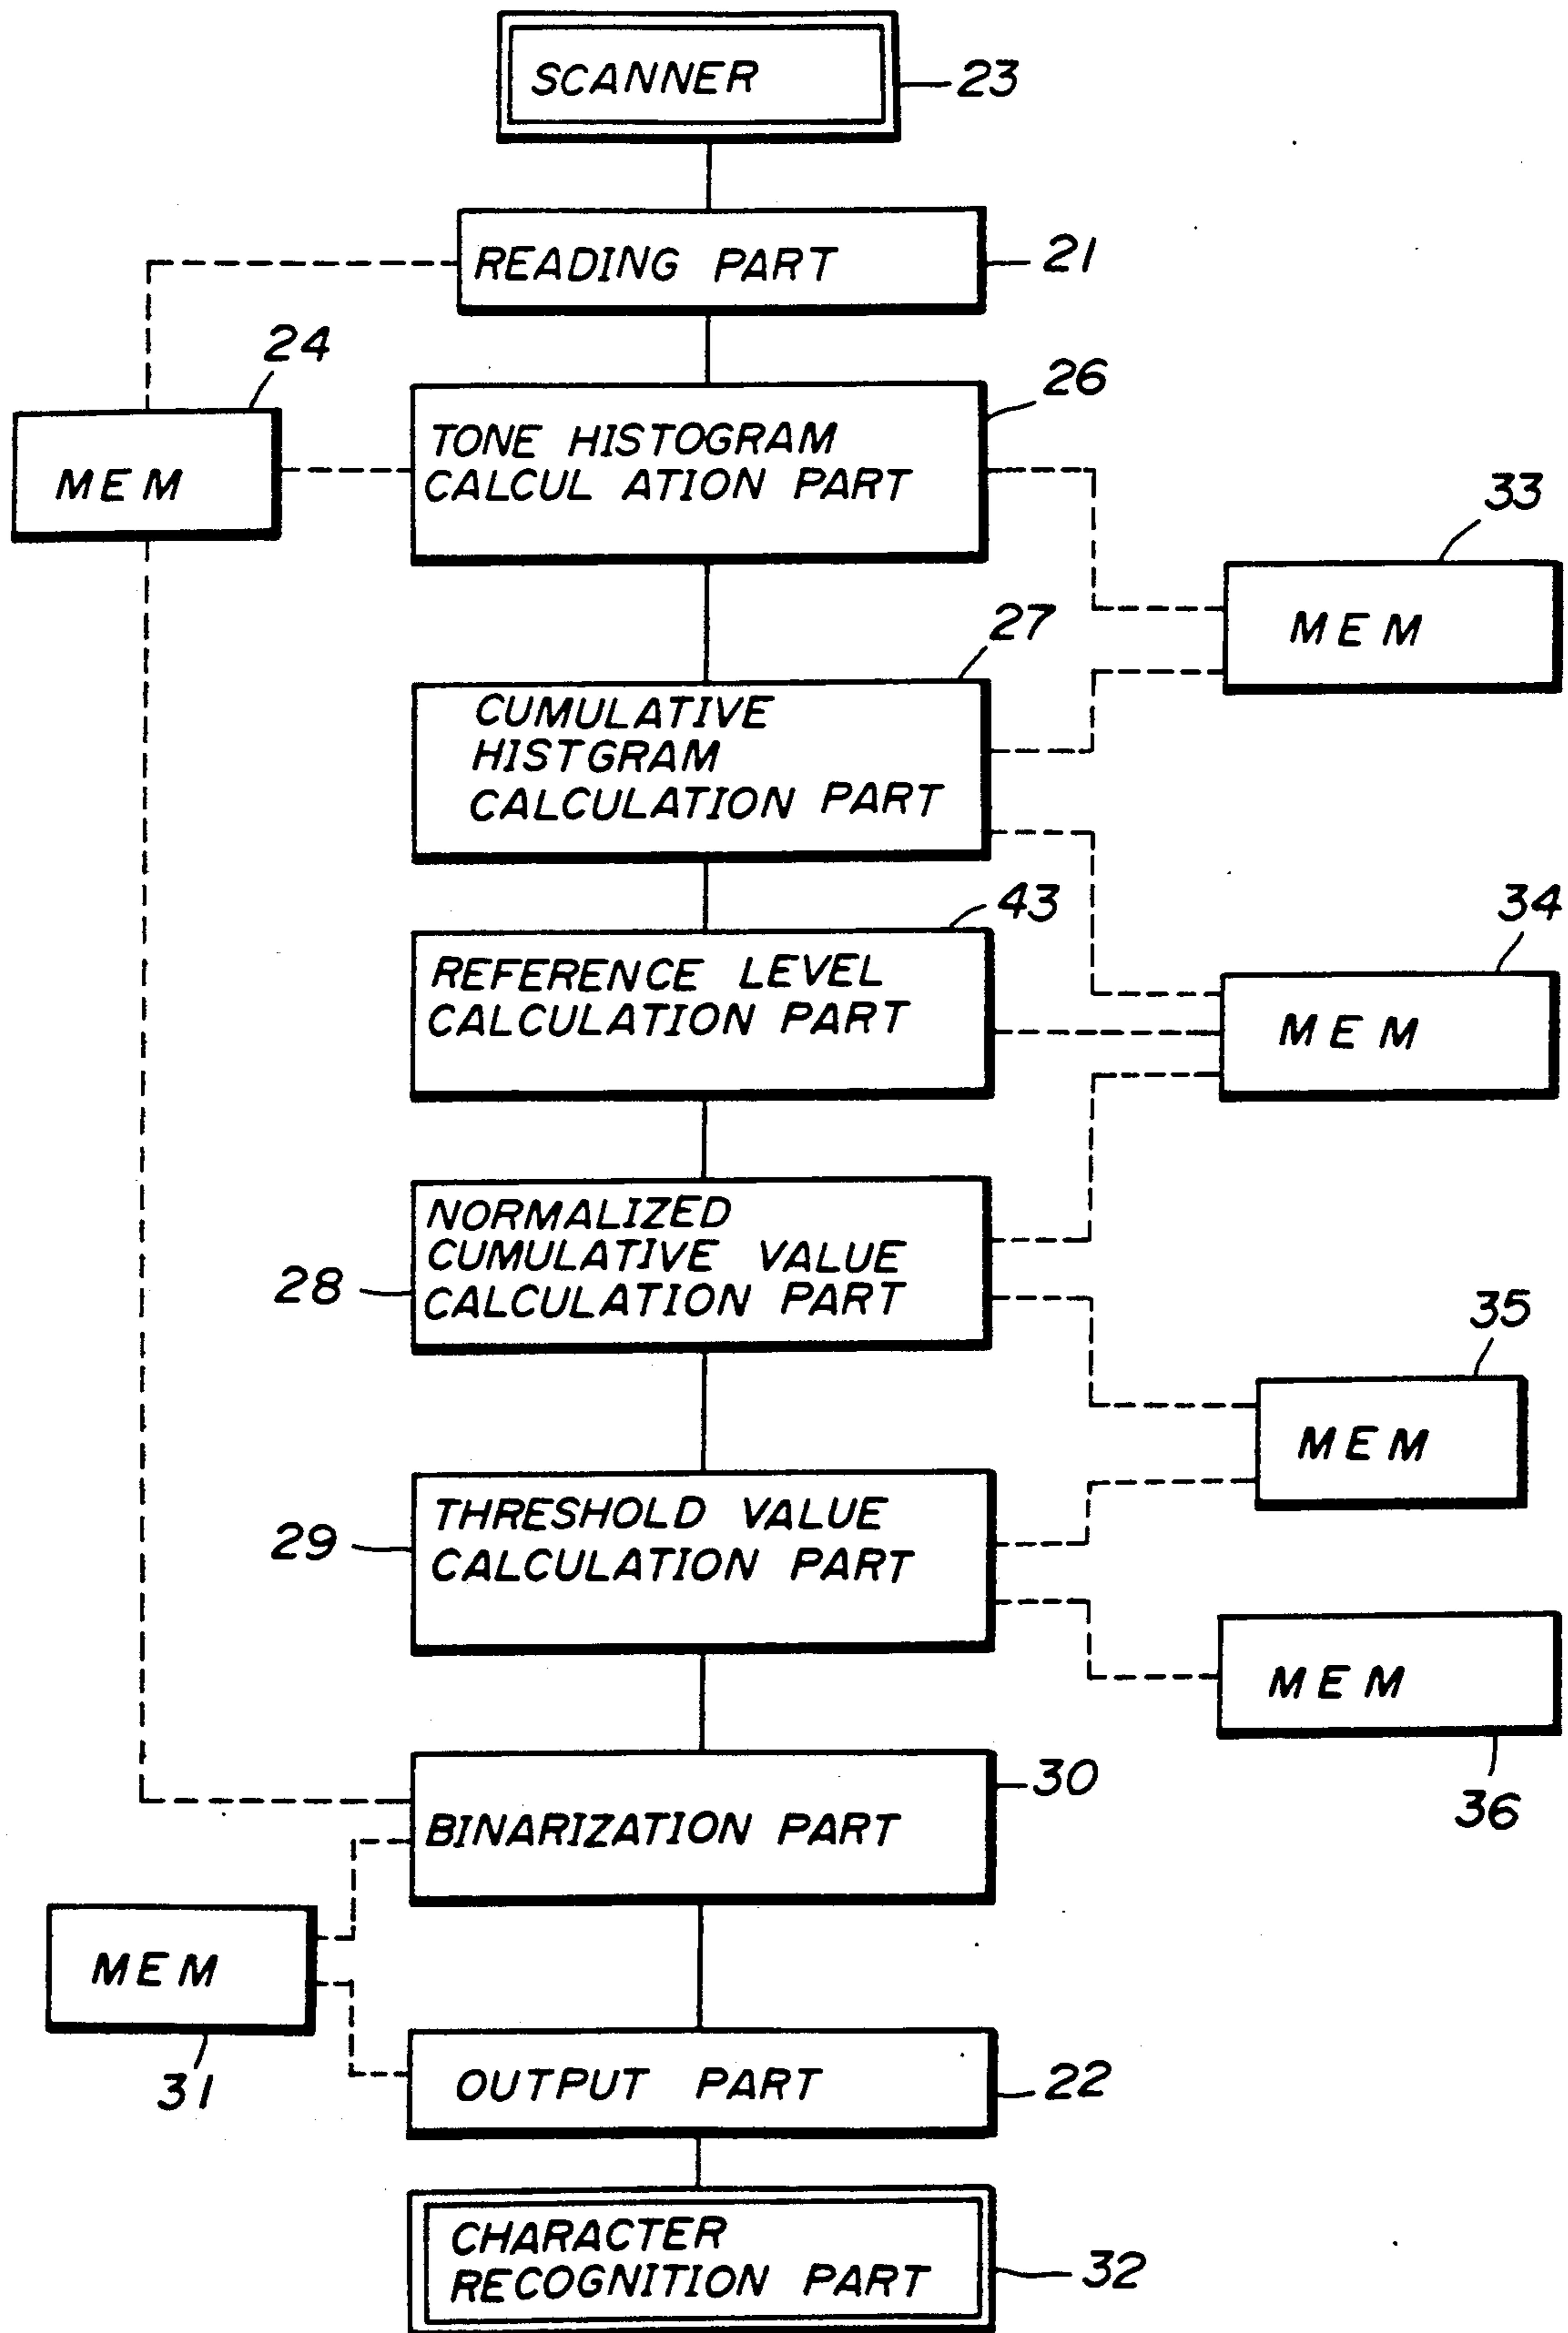 SCANNER
23
READING PART
21
24
MEM
26
TONE HISTOGRAM
CALCUL ATION PART
33
MEM
27
CUMULATIVE
HISTGRAM
CALCULATION PART
43
REFERENCE LEVEL
CALCULATION PART
34
MEM
NORMALIZED
CUMULATIVE VALUE
CALCULATION PART
28
35
MEM
THRESHOLD VALUE
CALCULATION PART
29
MEM
36
30
BINARIZATION PART
MEM
31
OUTPUT PART
22
CHARACTER
RECOGNITION PART
32